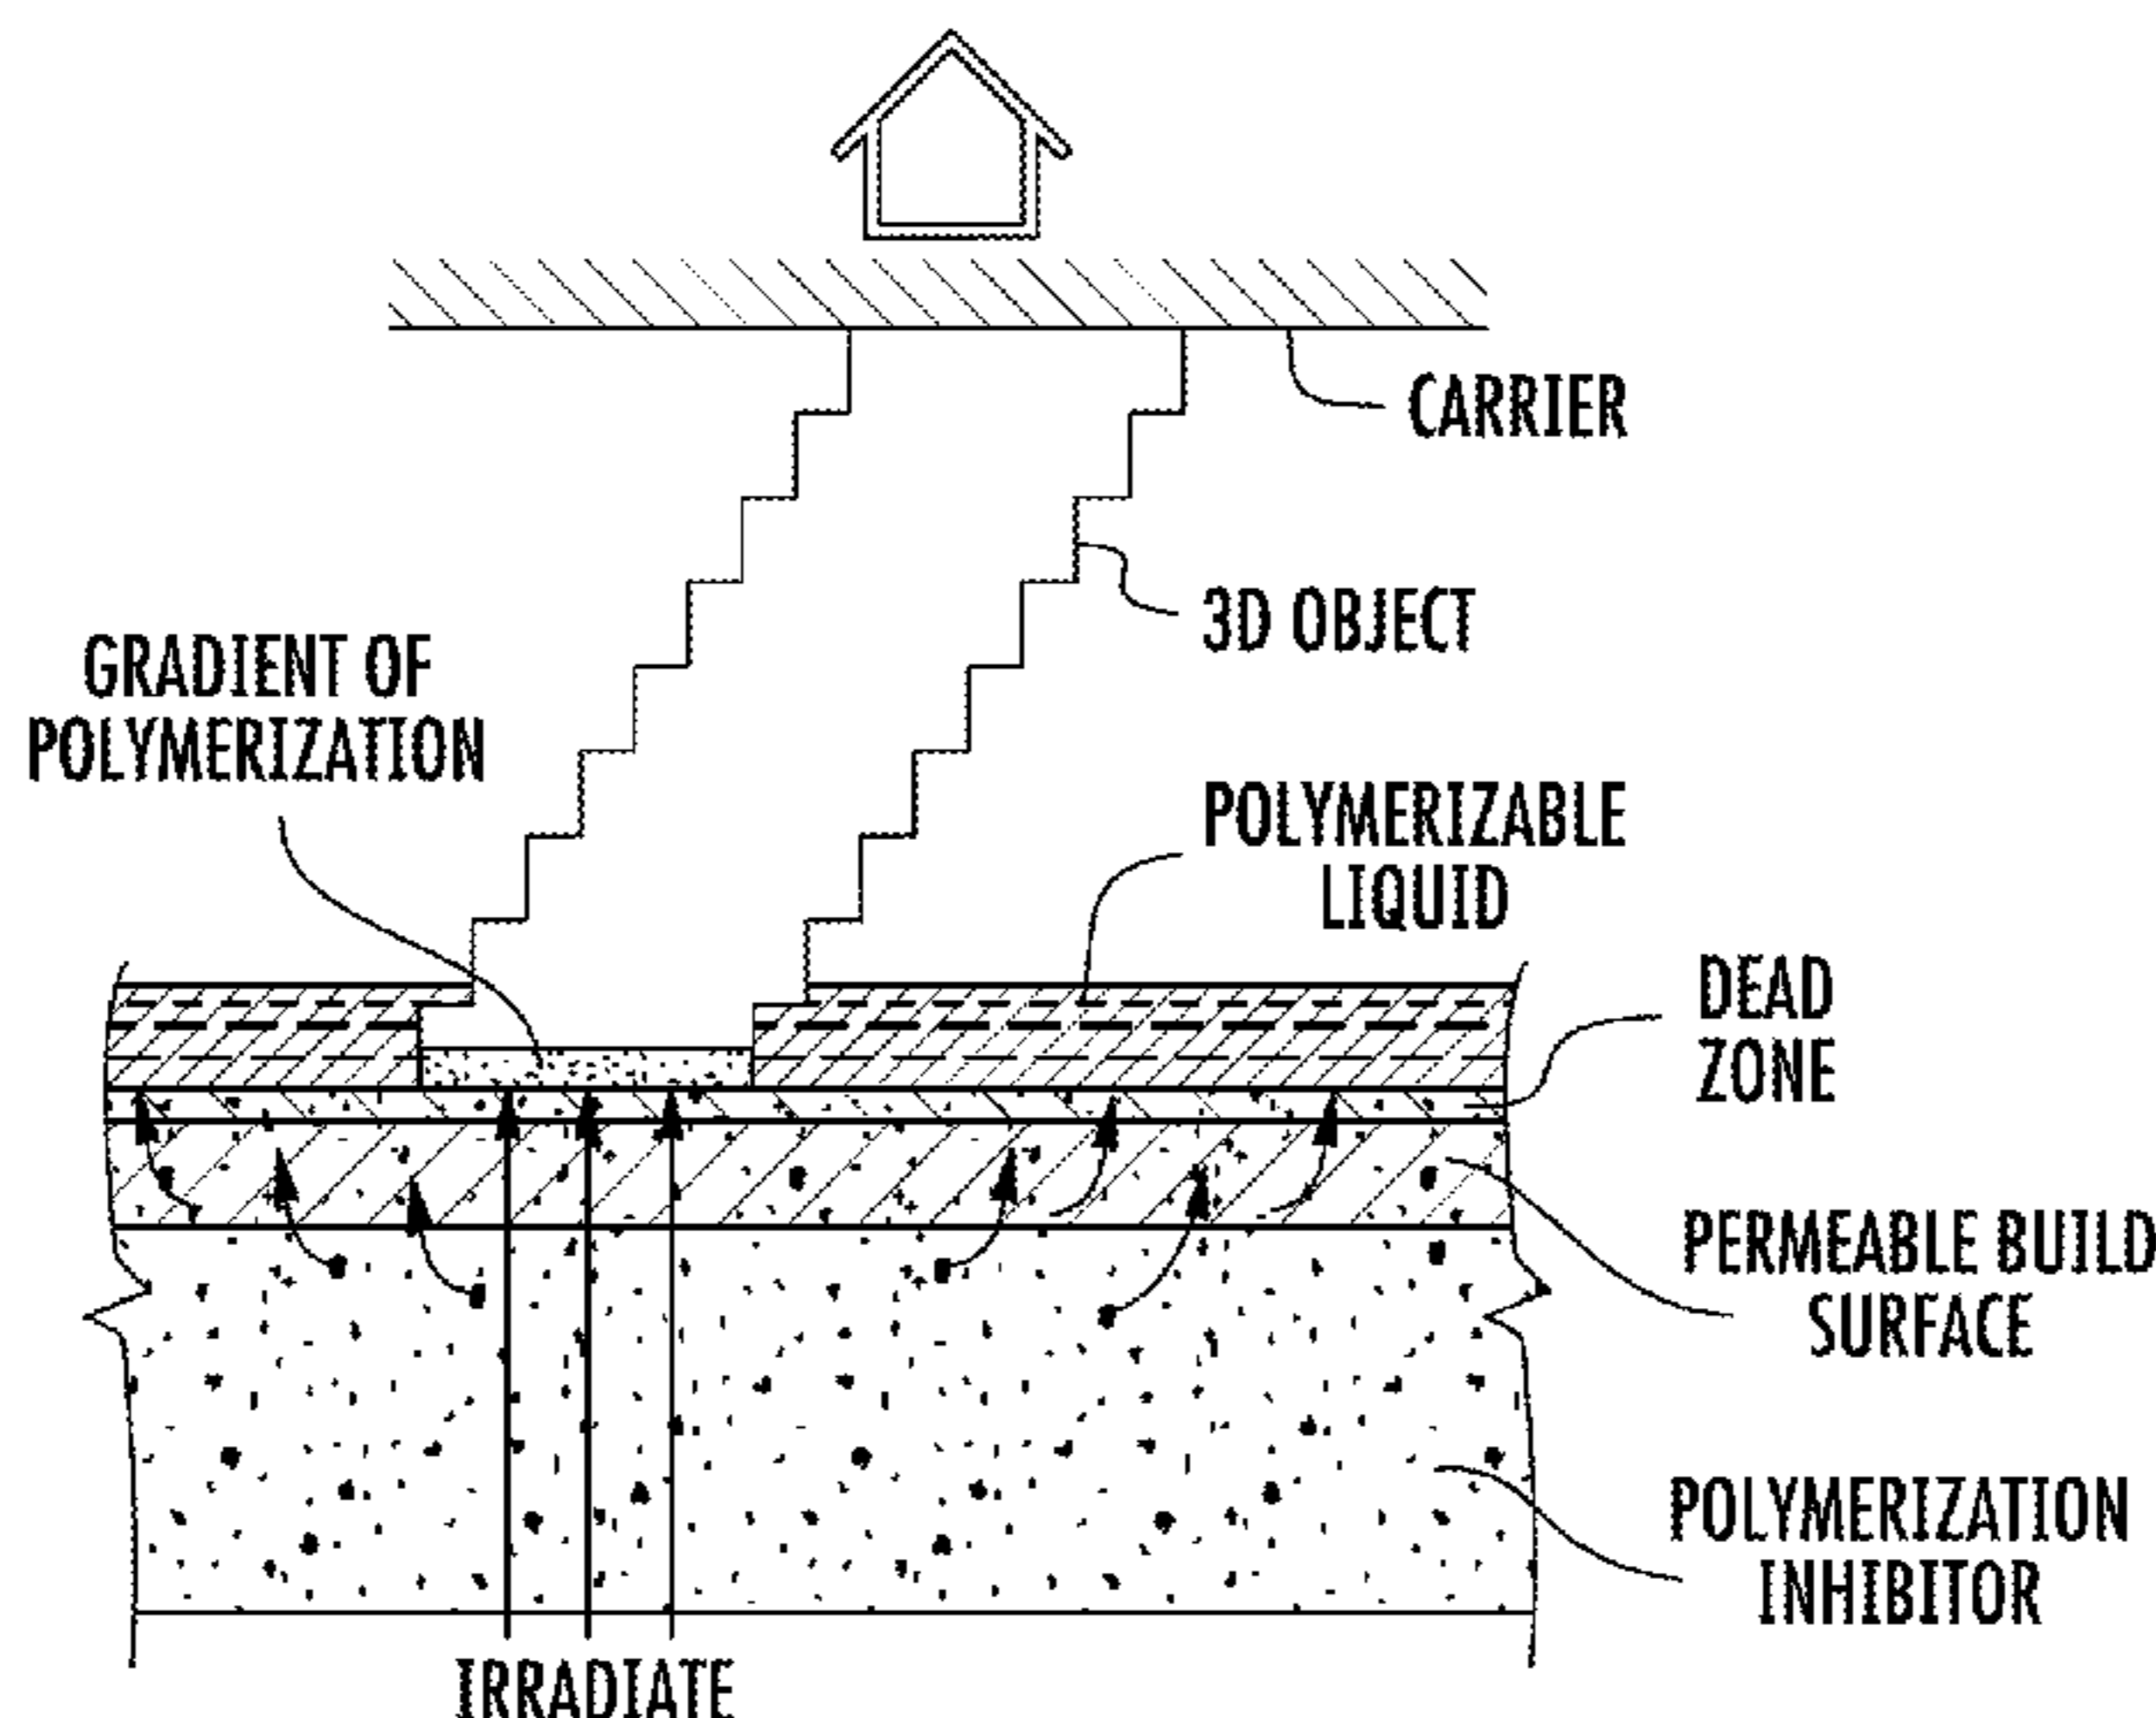 CARRIER
3D OBJECT
GRADIENT OF
POLYMERIZATION
POLYMERIZABLE
LIQUID
DEAD
ZONE
PERMEABLE BUILD
SURFACE
POLYMERIZATION
INHIBITOR
IRRADIATE